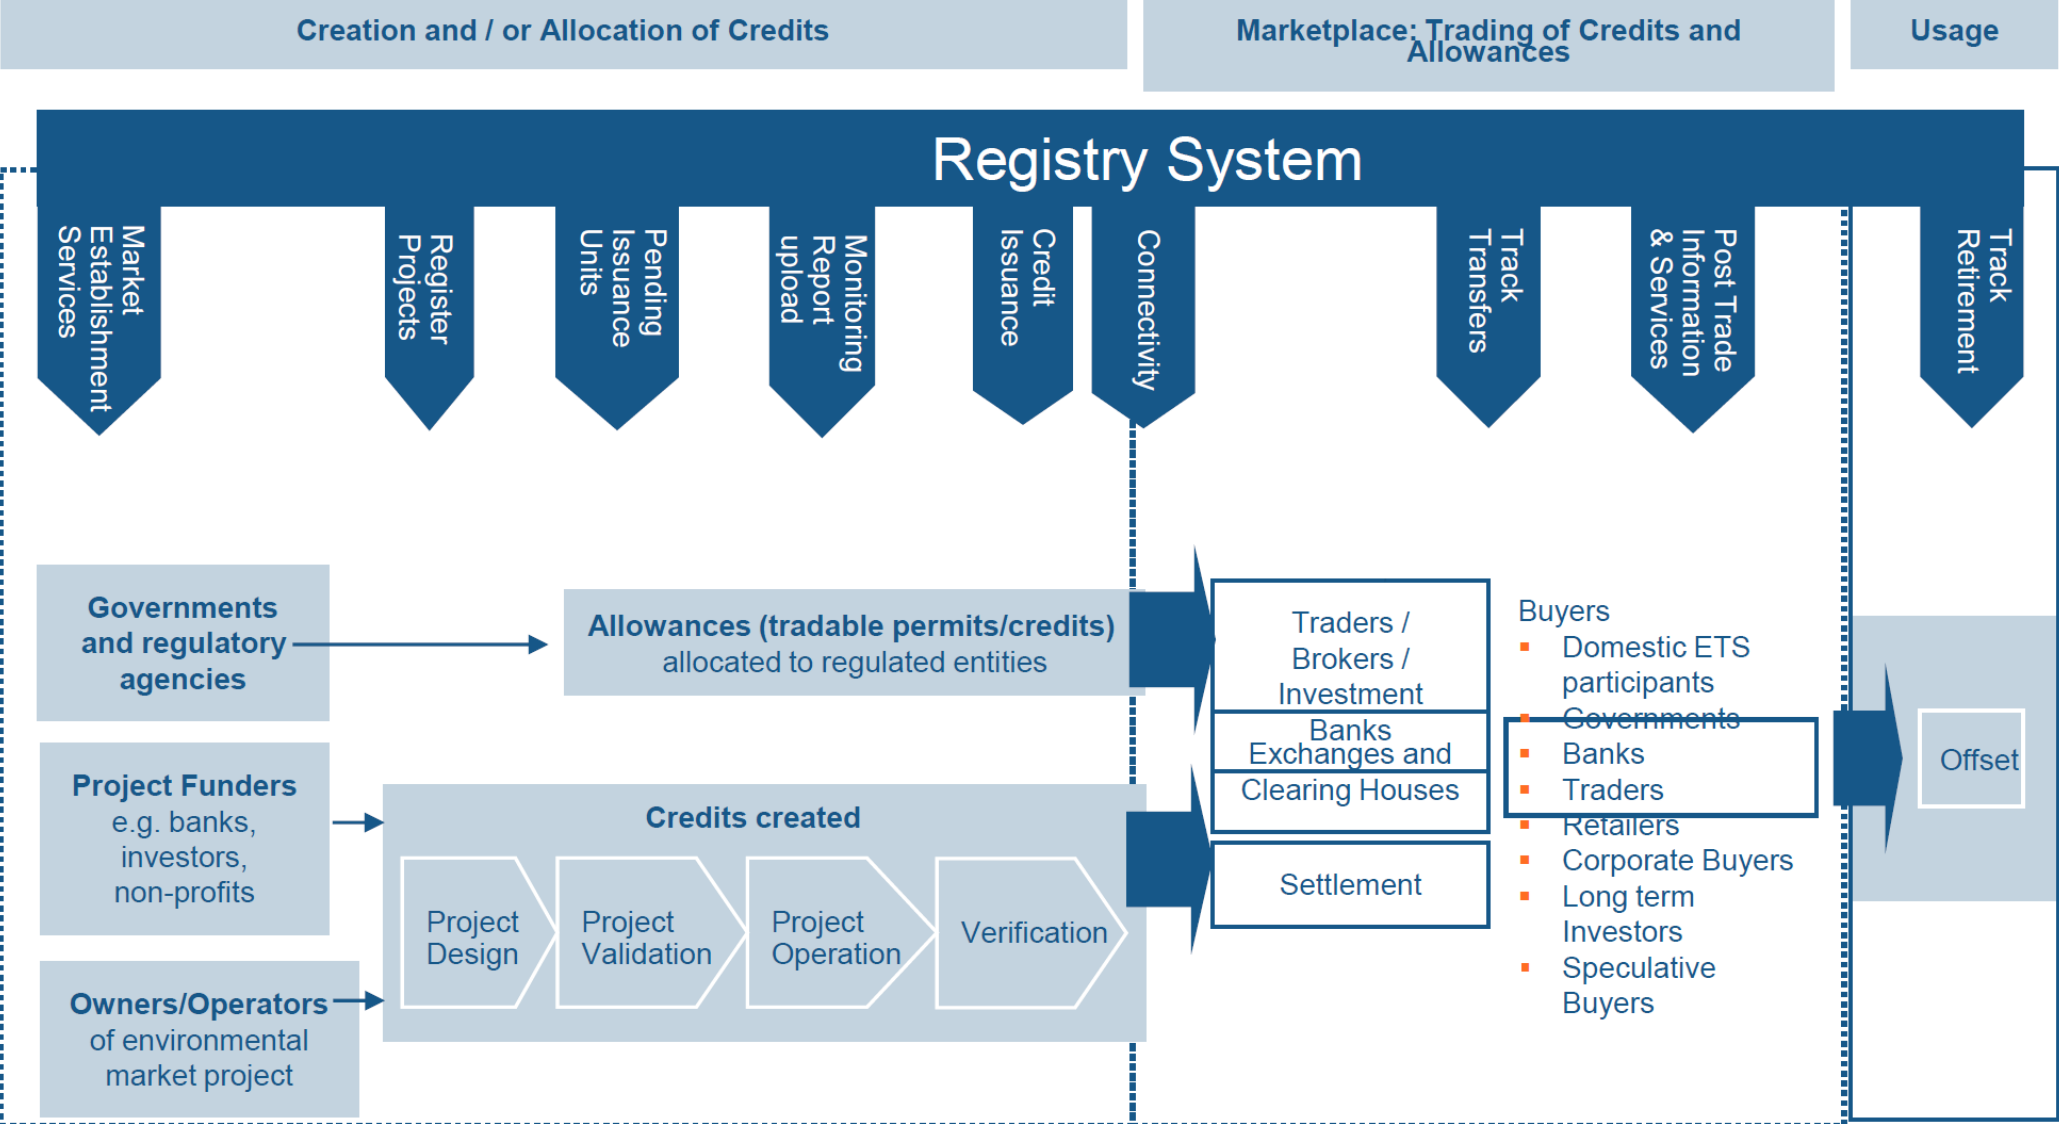 Creation and / or Allocation of Credits
Marketplace: Trading of Credits and
Allowances
Usage
Registry System
Market
Establishment
Services
Register
Projects
Pending
Issuance
Units
Monitoring
Report
upload
Credit
Issuance
Connectivity
Track
Transfers
Post Trade
Information
& Services
Track
Retirement
Governments
and regulatory
agencies
Allowances (tradable permits/credits)
allocated to regulated entities
Project Funders
e.g. banks,
investors,
non-profits
Owners/Operators
of environmental
market project
Credits created
Project
Design
Project
Validation
Project
Operation
Verification
Traders /
Brokers /
Investment
Banks
Exchanges and
Clearing Houses
Settlement
Buyers
Domestic ETS
participants
Governments
Banks
Traders
Retailers
Corporate Buyers
Long term
Investors
Speculative
Buyers
Offset